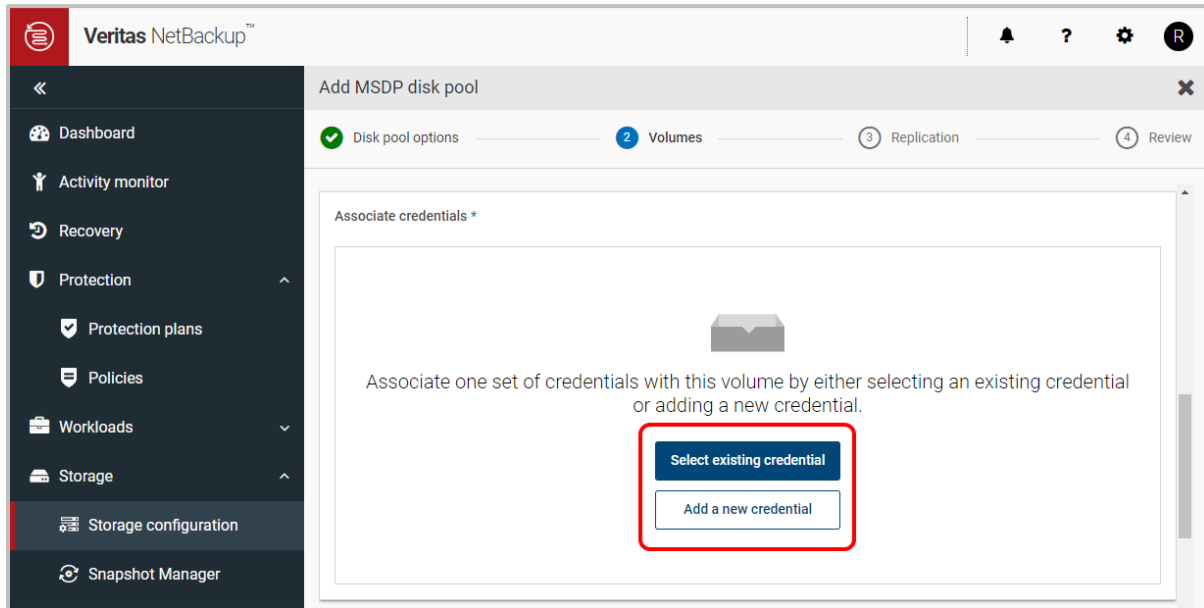 Veritas NetBackup™
?
R
Add MSDP disk pool
Disk pool options
2 Volumes
3 Replication
4 Review
Dashboard
Activity monitor
Recovery
Protection
Protection plans
Policies
Workloads
Storage
Storage configuration
Snapshot Manager
Associate credentials *
Associate one set of credentials with this volume by either selecting an existing credential
or adding a new credential.
Select existing credential
Add a new credential